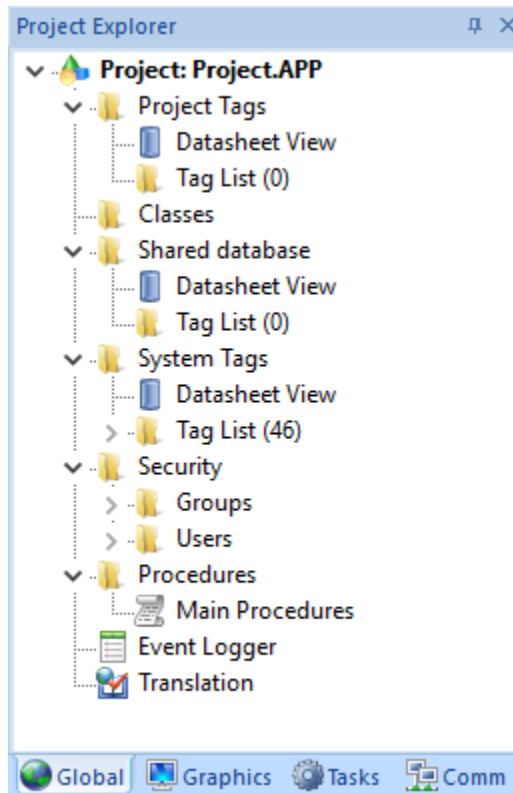 Project Explorer
Project: Project.APP
Project Tags
Datasheet View
Tag List (0)
Classes
Shared database
Datasheet View
Tag List (0)
System Tags
Datasheet View
Tag List (46)
Security
Groups
Users
Procedures
Main Procedures
Event Logger
Translation
Global Graphics Tasks Comm